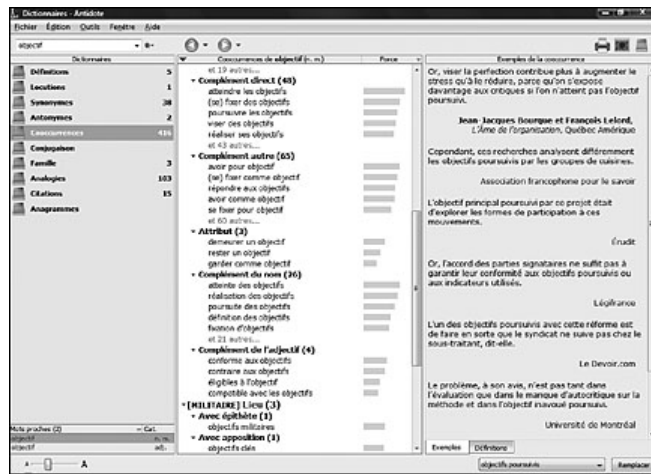 Dictionnaires - Antidote
Fichier Édition Outils Fenêtre Aide
objectif
Dictionnaires
Cooccurrences de objectif (n. m.)
Force
Exemples de la cooccurrence
Définitions 5
Locutions 1
Synonymes 38
Antonymes 2
Cooccurrences 416
Conjugaison
Famille 3
Analogies 103
Citations 15
Anagrammes
et 19 autres...
Complément direct (48)
atteindre les objectifs
(se) fixer des objectifs
poursuivre les objectifs
viser des objectifs
réaliser ses objectifs
et 43 autres...
Complément autre (65)
avoir pour objectif
(se) fixer comme objectif
répondre aux objectifs
avoir comme objectif
se fixer pour objectif
et 60 autres...
Attribut (3)
demeurer un objectif
rester un objectif
garder comme objectif
Complément du nom (26)
atteinte des objectifs
réalisation des objectifs
poursuite des objectifs
définition des objectifs
fixation d'objectifs
et 21 autres...
Complément de l'adjectif (4)
conforme aux objectifs
contraire aux objectifs
éligibles à l'objectif
compatible avec les objectifs
[MILITAIRE] Lieu (3)
Avec épithète (1)
objectifs militaires
Avec apposition (1)
objectifs clés
Or, viser la perfection contribue plus à augmenter le
stress qu'à le réduire, parce qu'on s'expose
davantage aux critiques si l'on n'atteint pas l'objectif
poursuivi.
Jean-Jacques Bourque et François Lelord,
L'Âme de l'organisation, Québec Amérique
Cependant, ces recherches analysent différemment
les objectifs poursuivis par les groupes de cuisines.
Association francophone pour le savoir
L'objectif principal poursuivi par ce projet était
d'explorer les formes de participation à ces
mouvements.
Érudit
Or, l'accord des parties signataires ne suffit pas à
garantir leur conformité aux objectifs poursuivis ou
aux indicateurs utilisés.
Légifrance
L'un des objectifs poursuivis avec cette réforme est
de faire en sorte que le syndicat ne suive pas chez le
sous-traitant, dit-elle.
Le Devoir.com
Le problème, à son avis, n'est pas tant dans
l'évaluation que dans le manque d'autocritique sur la
méthode et dans l'objectif inavoué poursuivi.
Université de Montréal
Mots proches (2) Cat.
objectif n. m.
objectif adj.
A A
Exemples Définitions
objectifs poursuivis
Remplacer